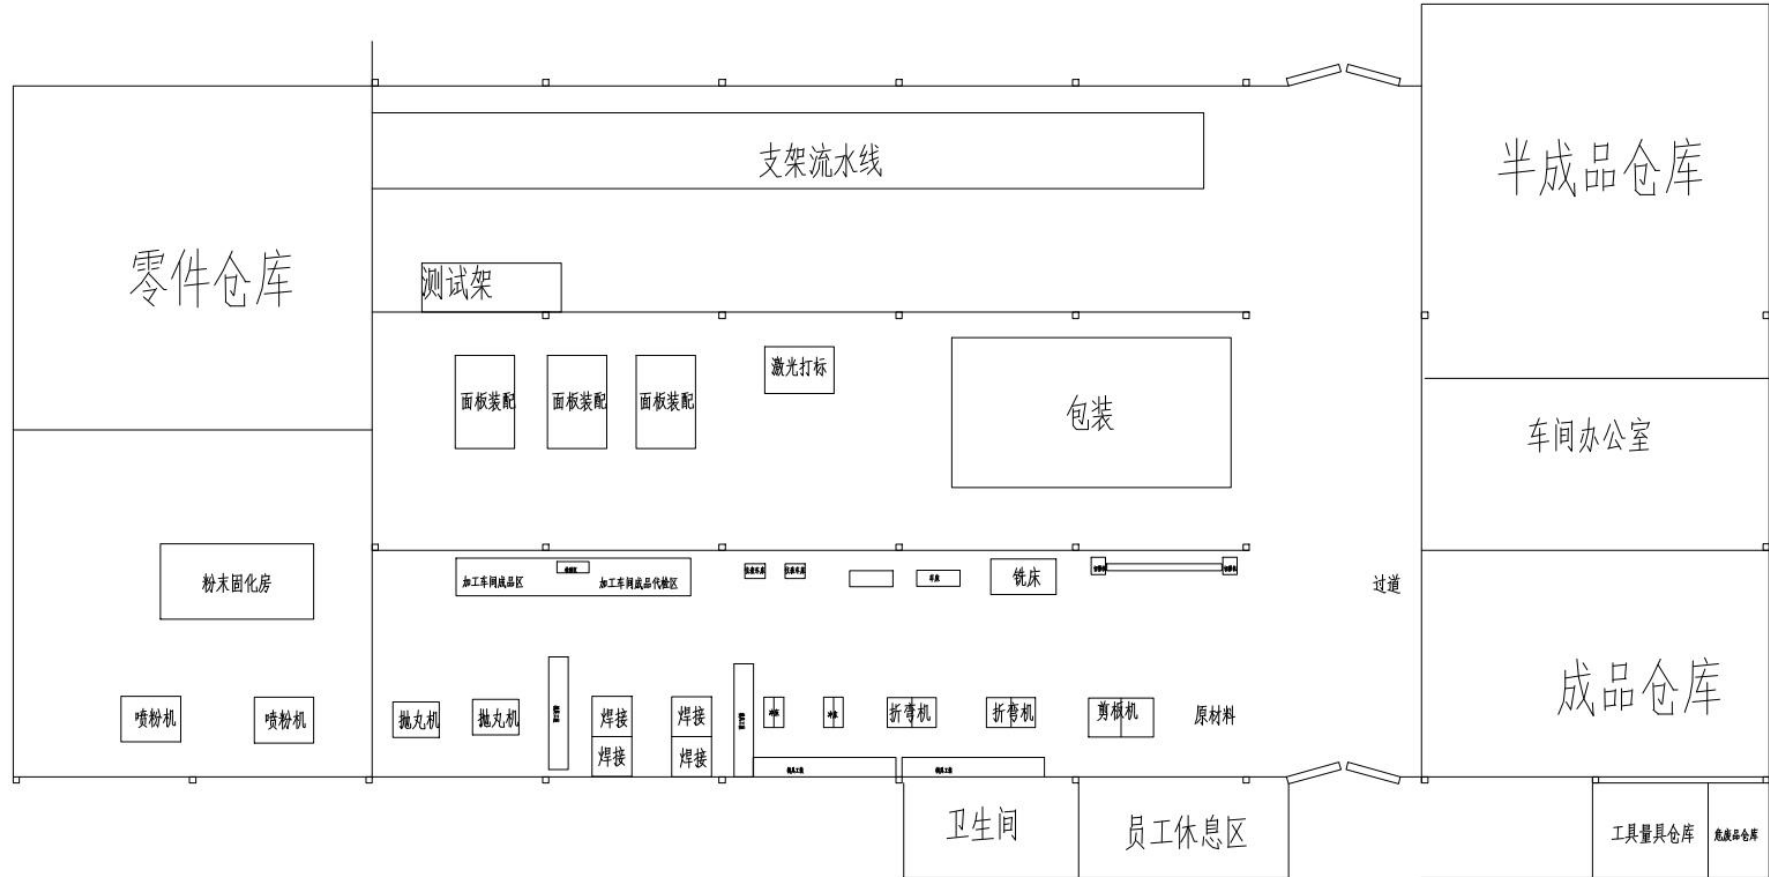 支架流水线
半成品仓库
零件仓库
测试架
面板装配
面板装配
面板装配
激光打标
包装
车间办公室
粉末固化房
加工车间成品区
加工车间成品代检区
铣床
过道
成品仓库
喷粉机
喷粉机
抛丸机
抛丸机
焊接
焊接
焊接
焊接
折弯机
折弯机
剪板机
原材料
卫生间
员工休息区
工具量具仓库
危废品仓库